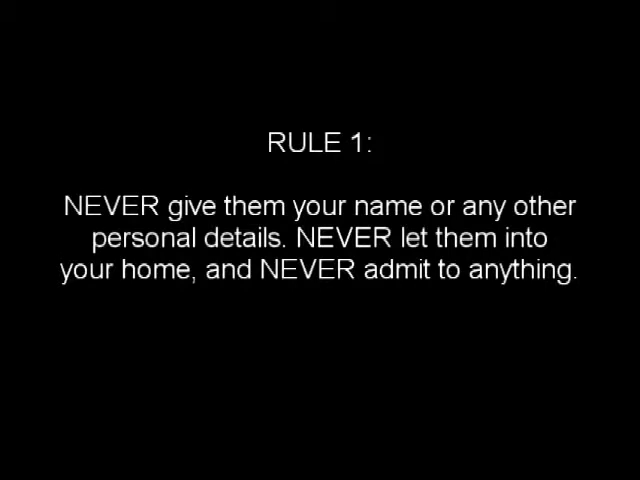 RULE 1:
NEVER give them your name or any other
personal details. NEVER let them into
your home, and NEVER admit to anything.